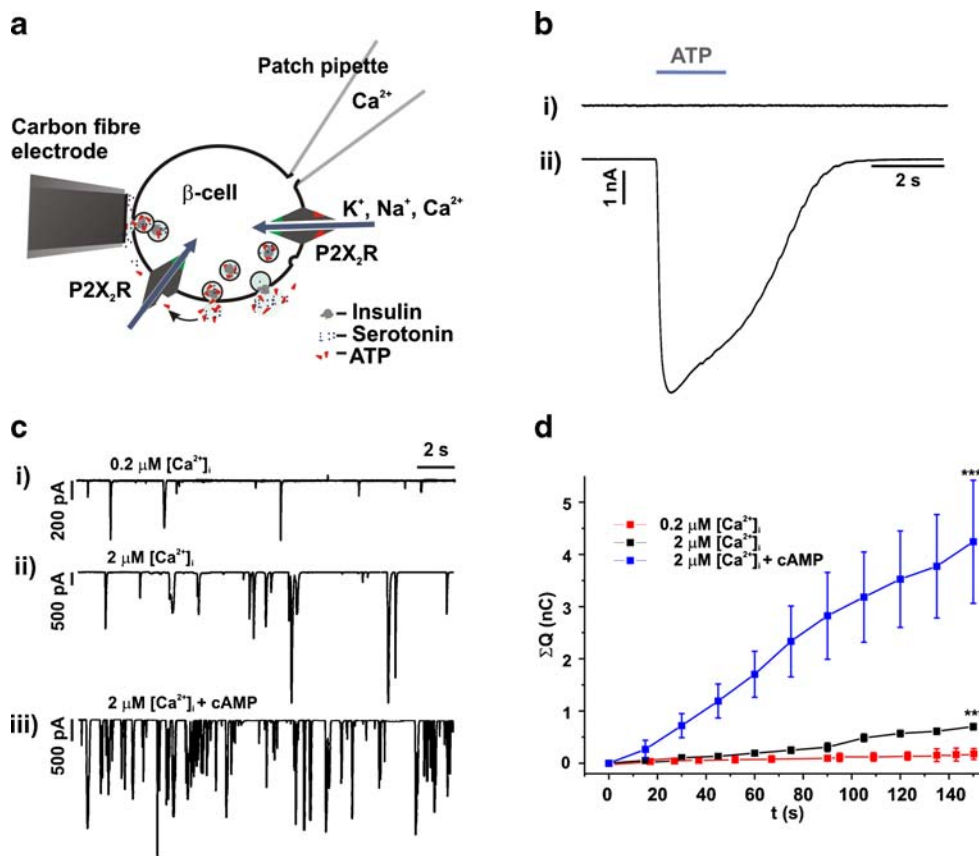 a
Patch pipette
Ca²⁺
Carbon fibre
electrode
β-cell
K⁺, Na⁺, Ca²⁺
P2X₂R
P2X₂R
– Insulin
– Serotonin
– ATP
b
ATP
i)
ii)
1 nA
2 s
c
2 s
i)
0.2 µM [Ca²⁺]ᵢ
200 pA
ii)
2 µM [Ca²⁺]ᵢ
500 pA
iii)
2 µM [Ca²⁺]ᵢ + cAMP
500 pA
d
***
0.2 µM [Ca²⁺]ᵢ
2 µM [Ca²⁺]ᵢ
2 µM [Ca²⁺]ᵢ + cAMP
5
4
3
2
1
0
ΣQ (nC)
0 20 40 60 80 100 120 140
t (s)